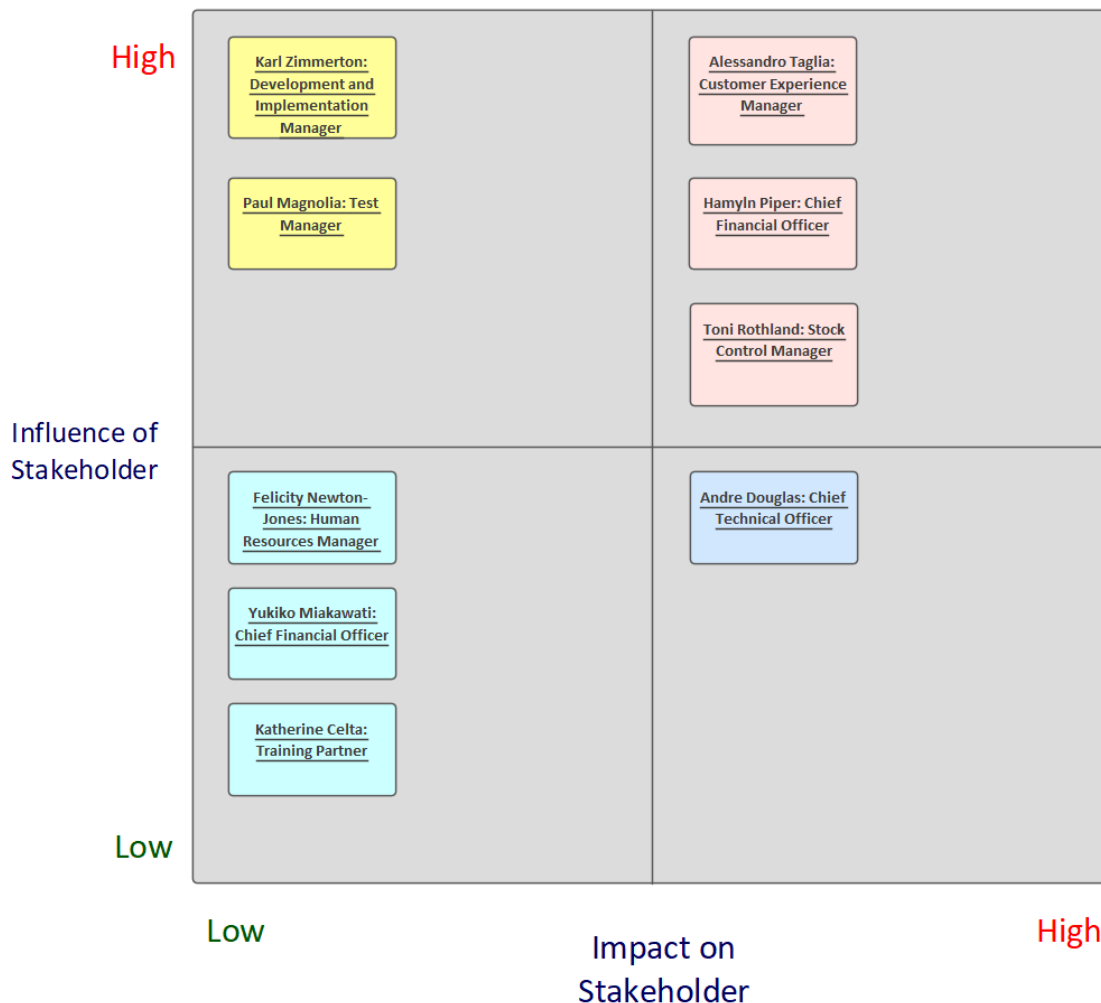 High
Karl Zimmerton:
Development and
Implementation
Manager
Alessandro Taglia:
Customer Experience
Manager
Paul Magnolia: Test
Manager
Hamyln Piper: Chief
Financial Officer
Toni Rothland: Stock
Control Manager
Influence of
Stakeholder
Felicity Newton-
Jones: Human
Resources Manager
Andre Douglas: Chief
Technical Officer
Yukiko Miakawati:
Chief Financial Officer
Katherine Celta:
Training Partner
Low
Low
Impact on
Stakeholder
High